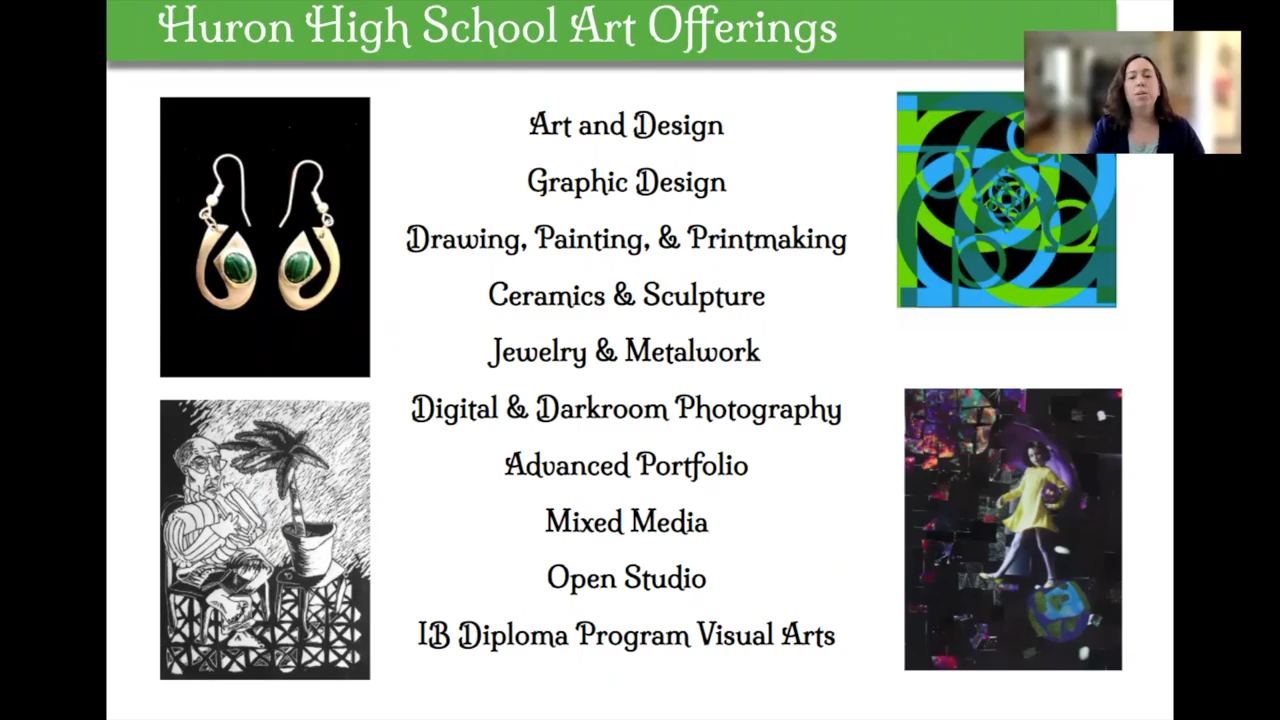 Huron High School Art Offerings
Art and Design
Graphic Design
Drawing, Painting, & Printmaking
Ceramics & Sculpture
Jewelry & Metalwork
Digital & Darkroom Photography
Advanced Portfolio
Mixed Media
Open Studio
IB Diploma Program Visual Arts